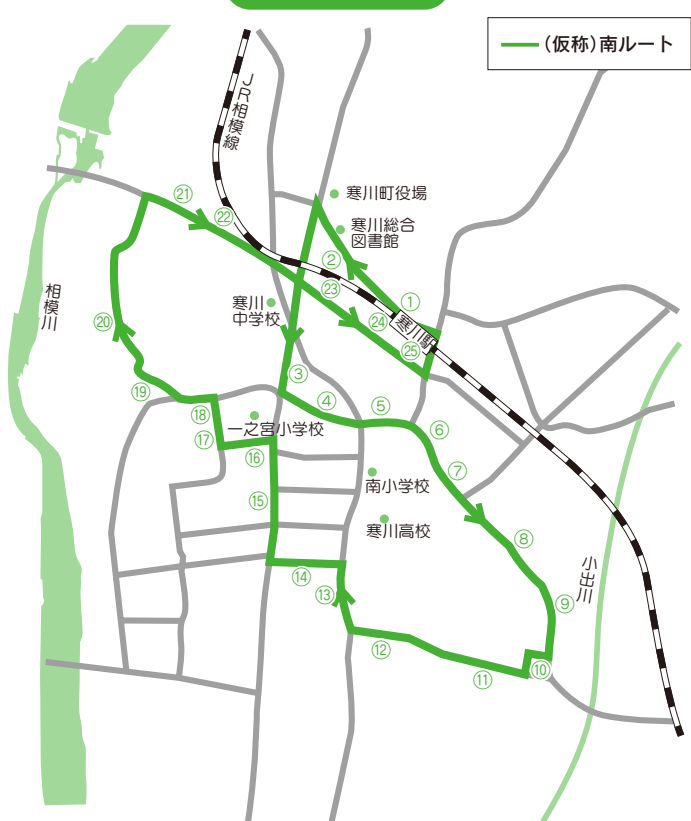 (仮称)南ルート
JR相模線
寒川町役場
寒川総合
図書館
㉑
㉒
②
①
㉓
寒川
中学校
㉔
寒川駅
㉕
相模川
⑳
③
④
⑤
⑥
⑲
⑱
⑰
一之宮小学校
⑯
⑦
南小学校
⑮
寒川高校
⑧
小出川
⑭
⑬
⑨
⑫
⑩
⑪